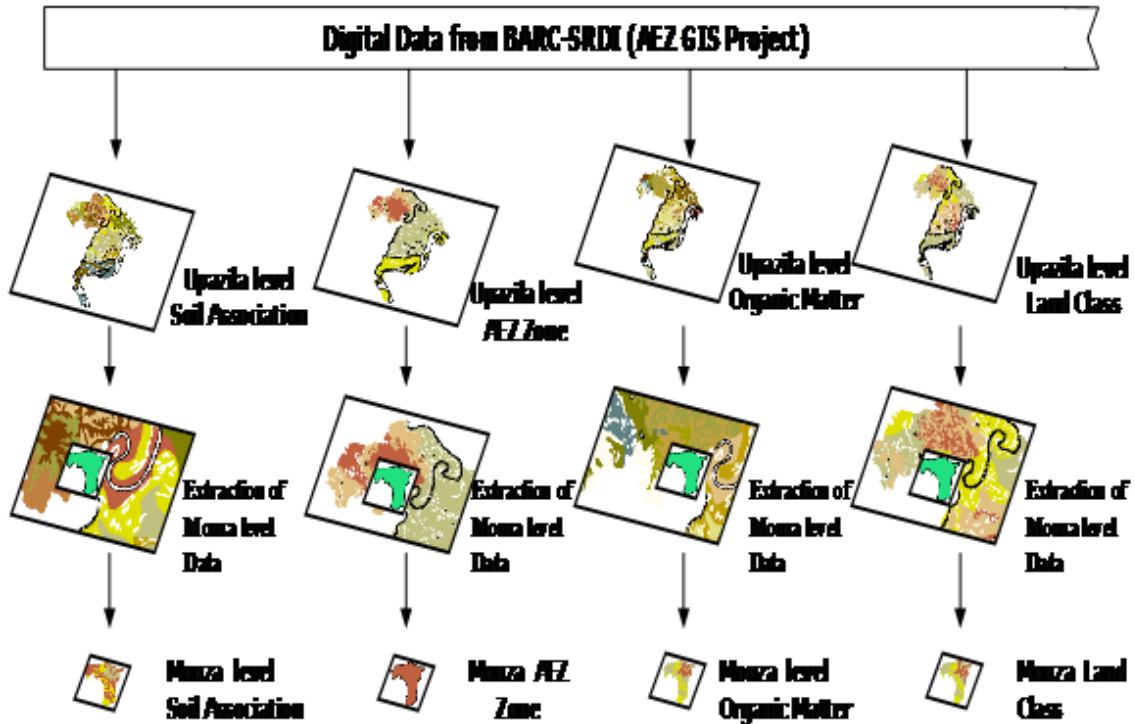 Digital Data from BARC-SRDI (AEZ GIS Project)
Upazila level
Soil Association
Upazila level
AEZ Zone
Upazila level
Organic Matter
Upazila level
Land Class
Extraction of
Mouza level
Data
Extraction of
Mouza level
Data
Extraction of
Mouza level
Data
Extraction of
Mouza level
Data
Mouza level
Soil Association
Mouza AEZ
Zone
Mouza level
Organic Matter
Mouza Land
Class